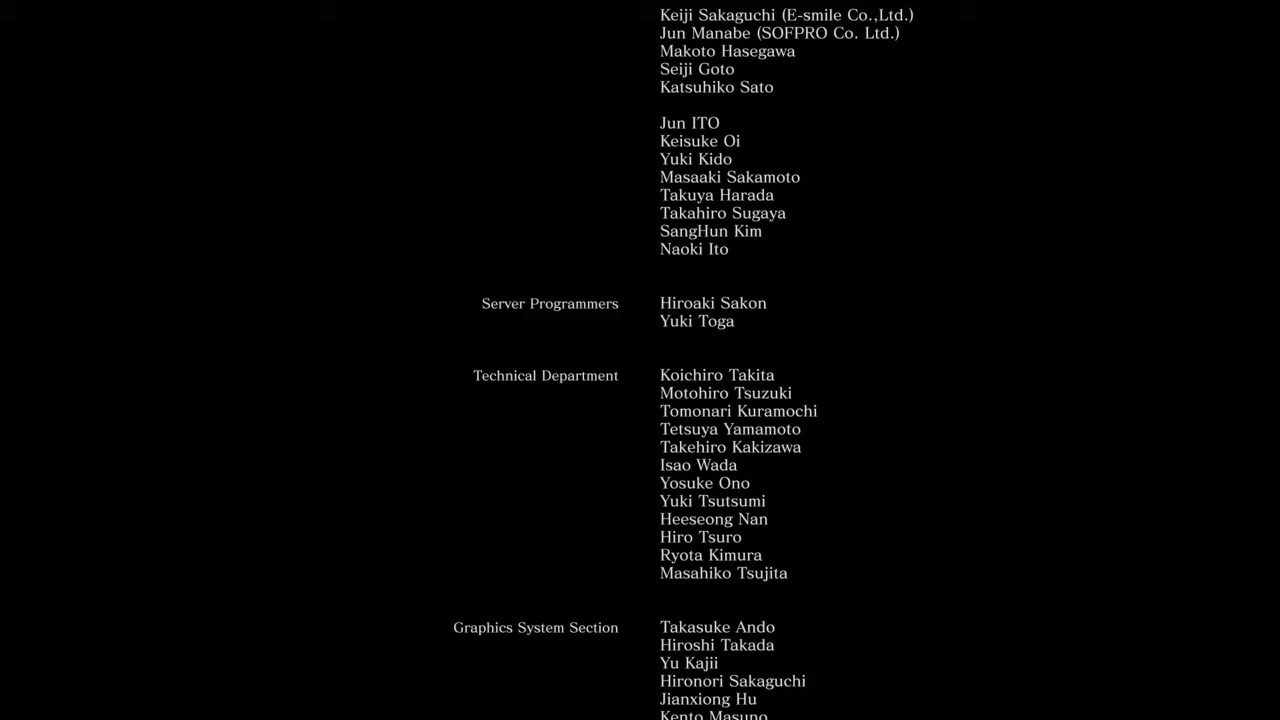 Keiji Sakaguchi (E-smile Co.,Ltd.)
Jun Manabe (SOFPRO Co. Ltd.)
Makoto Hasegawa
Seiji Goto
Katsuhiko Sato
Jun ITO
Keisuke Oi
Yuki Kido
Masaaki Sakamoto
Takuya Harada
Takahiro Sugaya
SangHun Kim
Naoki Ito
Server Programmers Hiroaki Sakon
Yuki Toga
Technical Department Koichiro Takita
Motohiro Tsuzuki
Tomonari Kuramochi
Tetsuya Yamamoto
Takehiro Kakizawa
Isao Wada
Yosuke Ono
Yuki Tsutsumi
Heeseong Nan
Hiro Tsuro
Ryota Kimura
Masahiko Tsujita
Graphics System Section Takasuke Ando
Hiroshi Takada
Yu Kajii
Hironori Sakaguchi
Jianxiong Hu
Kento Masuno